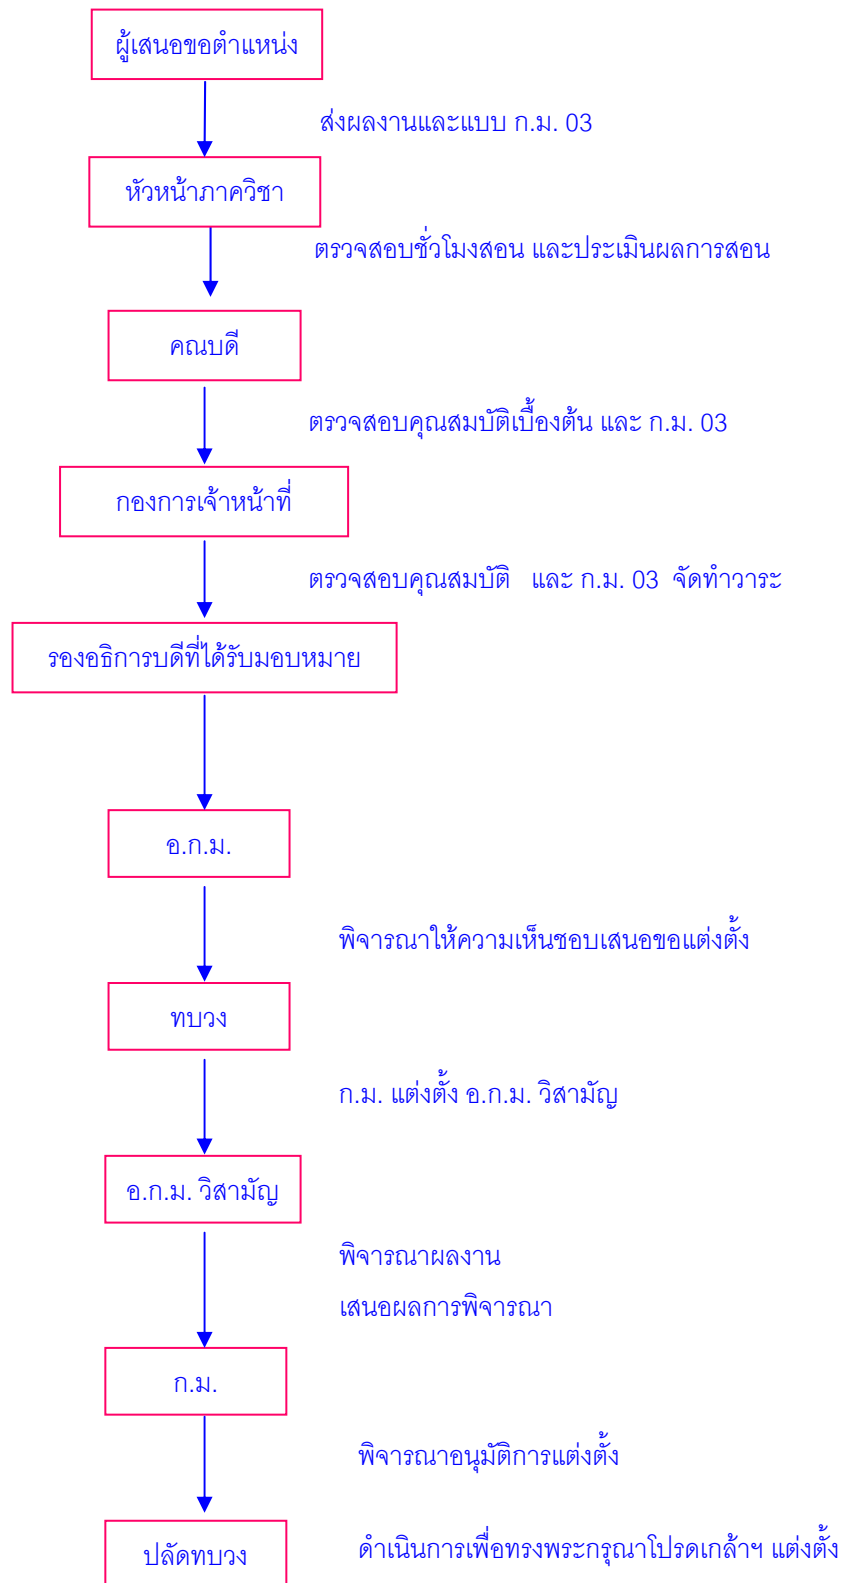 ผู้เสนอขอตำแหน่ง
ส่งผลงานและแบบ ก.ม. 03
หัวหน้าภาควิชา
ตรวจสอบชั่วโมงสอน และประเมินผลการสอน
คณบดี
ตรวจสอบคุณสมบัติเบื้องต้น และ ก.ม. 03
กองการเจ้าหน้าที่
ตรวจสอบคุณสมบัติ และ ก.ม. 03 จัดทำวาระ
รองอธิการบดีที่ได้รับมอบหมาย
อ.ก.ม.
พิจารณาให้ความเห็นชอบเสนอขอแต่งตั้ง
ทบวง
ก.ม. แต่งตั้ง อ.ก.ม. วิสามัญ
อ.ก.ม. วิสามัญ
พิจารณาผลงาน
เสนอผลการพิจารณา
ก.ม.
พิจารณาอนุมัติการแต่งตั้ง
ปลัดทบวง
ดำเนินการเพื่อทรงพระกรุณาโปรดเกล้าฯ แต่งตั้ง